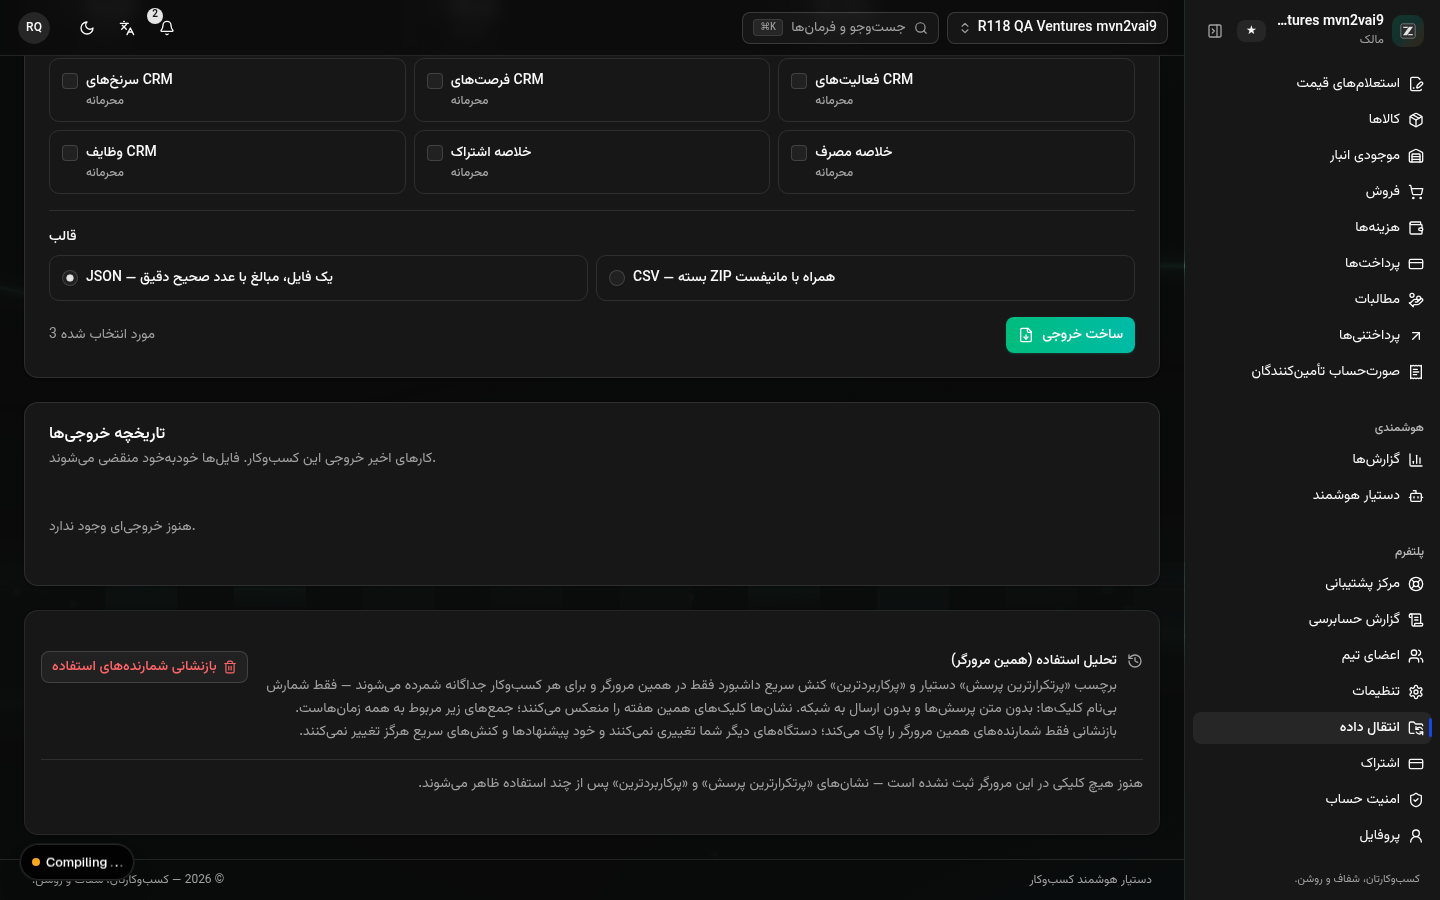 …tures mvn2vai9
مالک
R118 QA Ventures mvn2vai9
جست‌وجو و فرمان‌ها
⌘K
2
RQ
استعلام‌های قیمت
کالاها
موجودی انبار
فروش
هزینه‌ها
پرداخت‌ها
مطالبات
پرداختنی‌ها
صورت‌حساب تأمین‌کنندگان
هوشمندی
گزارش‌ها
دستیار هوشمند
پلتفرم
مرکز پشتیبانی
گزارش حسابرسی
اعضای تیم
تنظیمات
انتقال داده
اشتراک
امنیت حساب
پروفایل
کسب‌وکارتان، شفاف و روشن.
سرنخ‌های CRM
محرمانه
فرصت‌های CRM
محرمانه
فعالیت‌های CRM
محرمانه
وظایف CRM
محرمانه
خلاصه اشتراک
محرمانه
خلاصه مصرف
محرمانه
قالب
JSON — یک فایل، مبالغ با عدد صحیح دقیق
CSV — بسته ZIP همراه با مانیفست
3 مورد انتخاب شده
ساخت خروجی
تاریخچه خروجی‌ها
کارهای اخیر خروجی این کسب‌وکار. فایل‌ها خودبه‌خود منقضی می‌شوند.
هنوز خروجی‌ای وجود ندارد.
تحلیل استفاده (همین مرورگر)
برچسب «پرتکرارترین پرسش» دستیار و «پرکاربردترین» کنش سریع داشبورد فقط در همین مرورگر و برای هر کسب‌وکار جداگانه شمرده می‌شوند — فقط شمارش
بی‌نام کلیک‌ها: بدون متن پرسش‌ها و بدون ارسال به شبکه. نشان‌ها کلیک‌های همین هفته را منعکس می‌کنند؛ جمع‌های زیر مربوط به همه زمان‌هاست.
بازنشانی فقط شمارنده‌های همین مرورگر را پاک می‌کند؛ دستگاه‌های دیگر شما تغییری نمی‌کنند و خود پیشنهادها و کنش‌های سریع هرگز تغییر نمی‌کنند.
بازنشانی شمارنده‌های استفاده
هنوز هیچ کلیکی در این مرورگر ثبت نشده است — نشان‌های «پرتکرارترین پرسش» و «پرکاربردترین» پس از چند استفاده ظاهر می‌شوند.
دستیار هوشمند کسب‌وکار
© 2026 — کسب‌وکارتان، شفاف و روشن.
Compiling ...